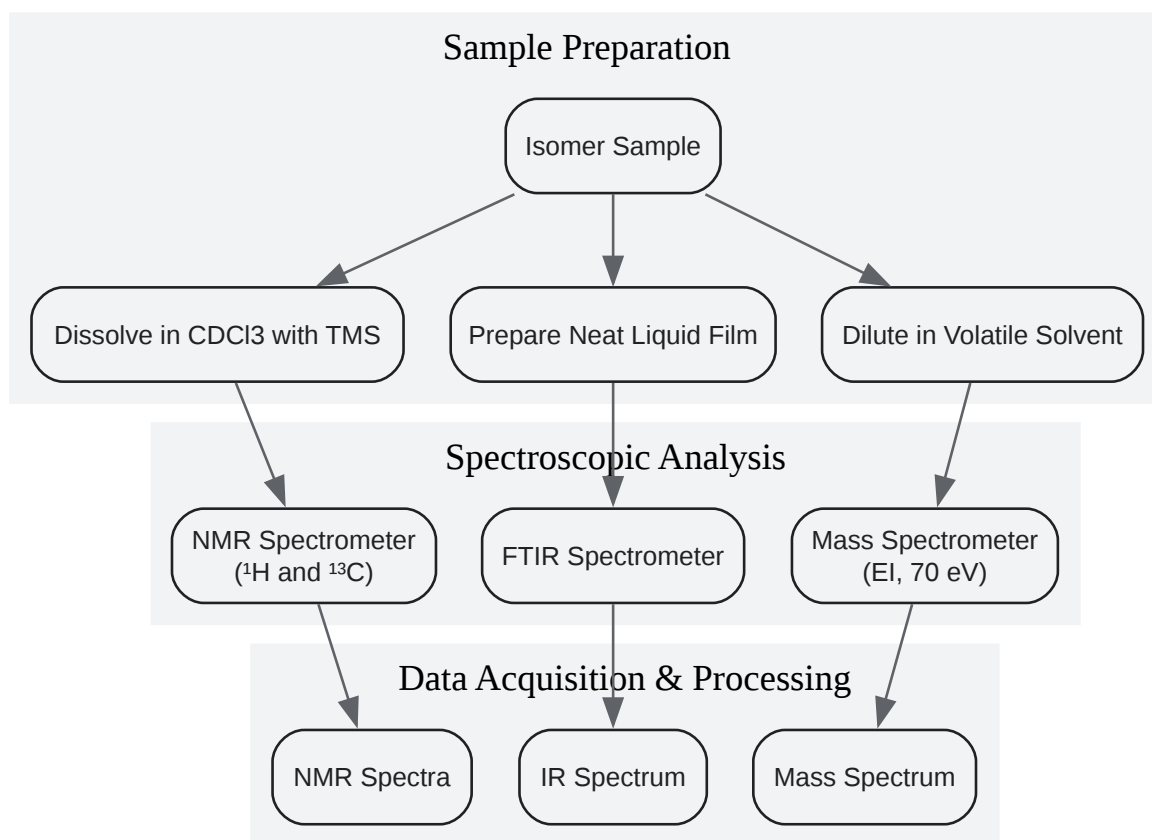 Sample Preparation
Isomer Sample
Dissolve in CDCl3 with TMS
Prepare Neat Liquid Film
Dilute in Volatile Solvent
Spectroscopic Analysis
NMR Spectrometer
(¹H and ¹³C)
FTIR Spectrometer
Mass Spectrometer
(EI, 70 eV)
Data Acquisition & Processing
NMR Spectra
IR Spectrum
Mass Spectrum